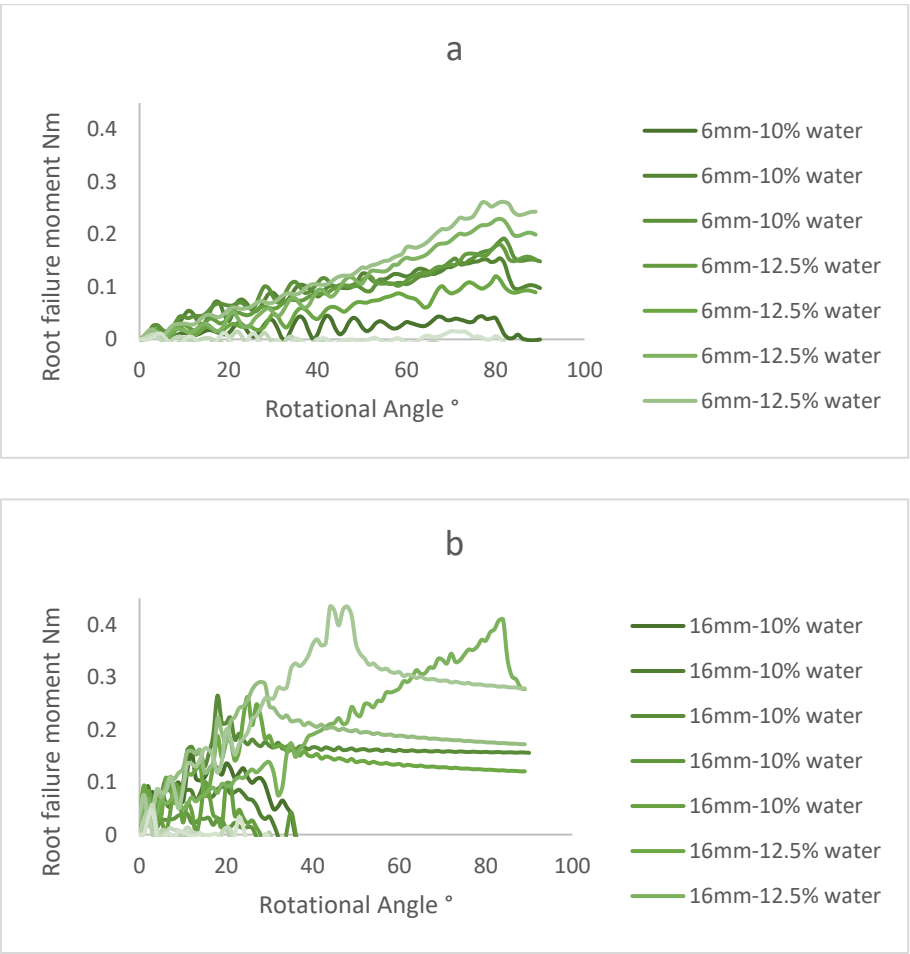 a
Root failure moment Nm
0.4
0.3
0.2
0.1
0
0 20 40 60 80 100
Rotational Angle °
6mm-10% water
6mm-10% water
6mm-10% water
6mm-12.5% water
6mm-12.5% water
6mm-12.5% water
6mm-12.5% water
b
Root failure moment Nm
0.4
0.3
0.2
0.1
0
0 20 40 60 80 100
Rotational Angle °
16mm-10% water
16mm-10% water
16mm-10% water
16mm-10% water
16mm-10% water
16mm-12.5% water
16mm-12.5% water